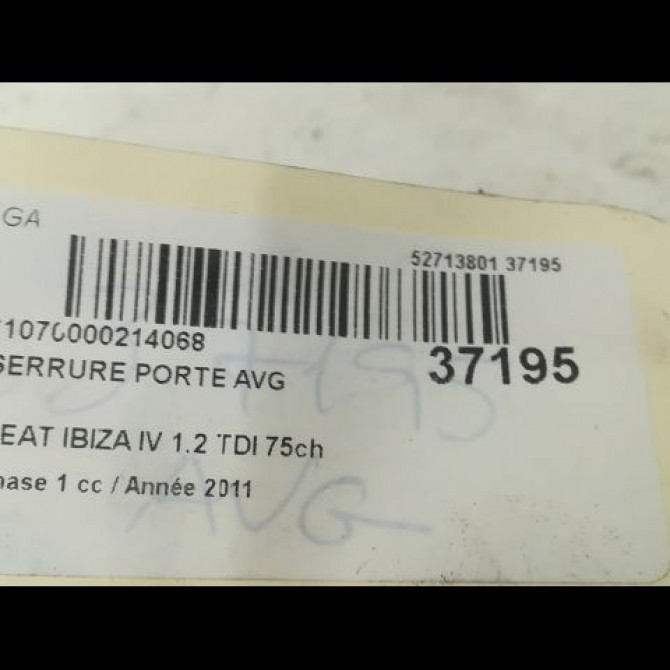 GA
52713801 37195
1070000214068
37195
SERRURE PORTE AVG
EAT IBIZA IV 1.2 TDI 75ch
hase 1 cc / Année 2011
AVG